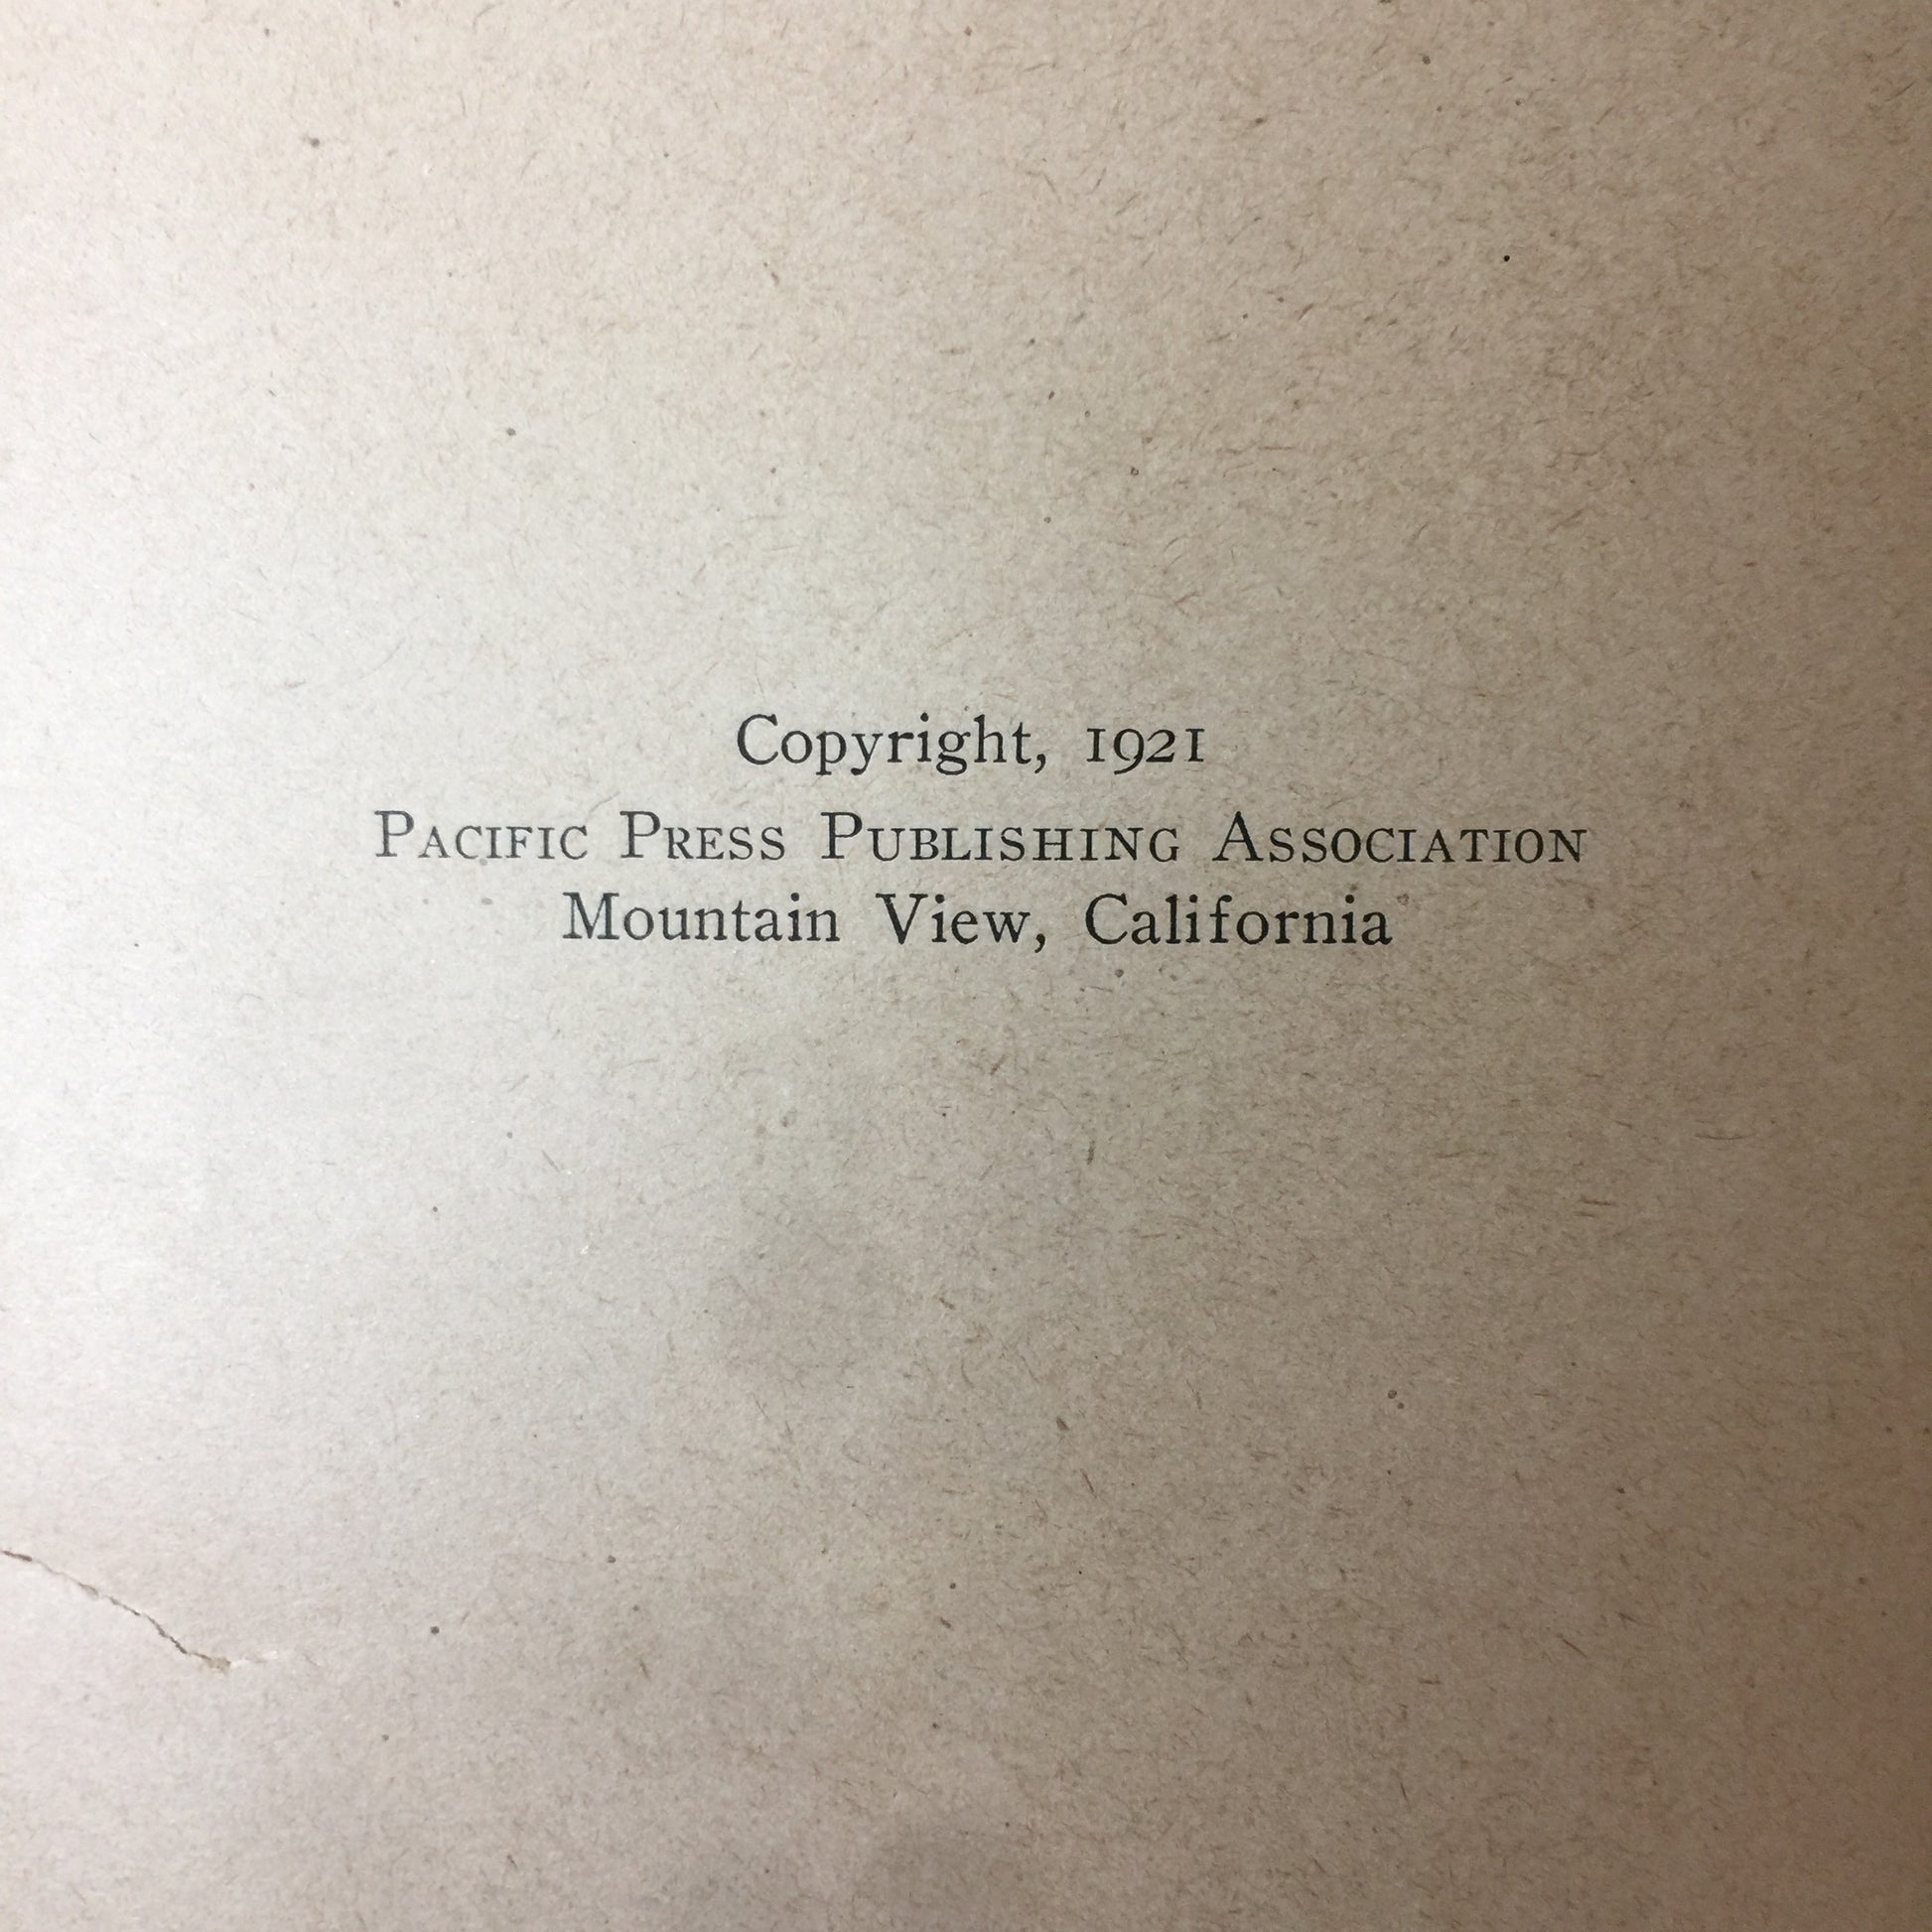 Copyright, 1921
Pacific Press Publishing Association
Mountain View, California